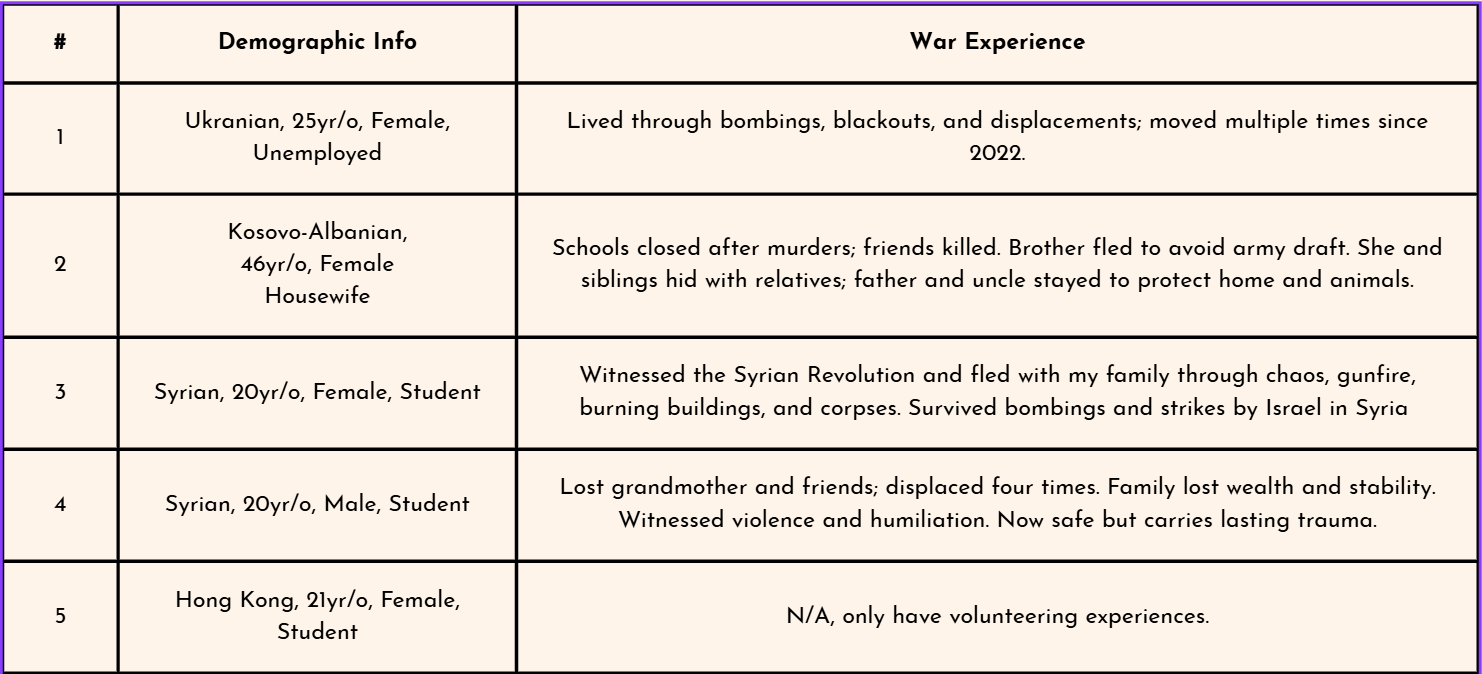 # Demographic Info War Experience
1 Ukranian, 25yr/o, Female,
Unemployed
Lived through bombings, blackouts, and displacements; moved multiple times since
2022.
2 Kosovo-Albanian,
46yr/o, Female
Housewife
Schools closed after murders; friends killed. Brother fled to avoid army draft. She and
siblings hid with relatives; father and uncle stayed to protect home and animals.
3 Syrian, 20yr/o, Female, Student
Witnessed the Syrian Revolution and fled with my family through chaos, gunfire,
burning buildings, and corpses. Survived bombings and strikes by Israel in Syria
4 Syrian, 20yr/o, Male, Student
Lost grandmother and friends; displaced four times. Family lost wealth and stability.
Witnessed violence and humiliation. Now safe but carries lasting trauma.
5 Hong Kong, 21yr/o, Female,
Student
N/A, only have volunteering experiences.